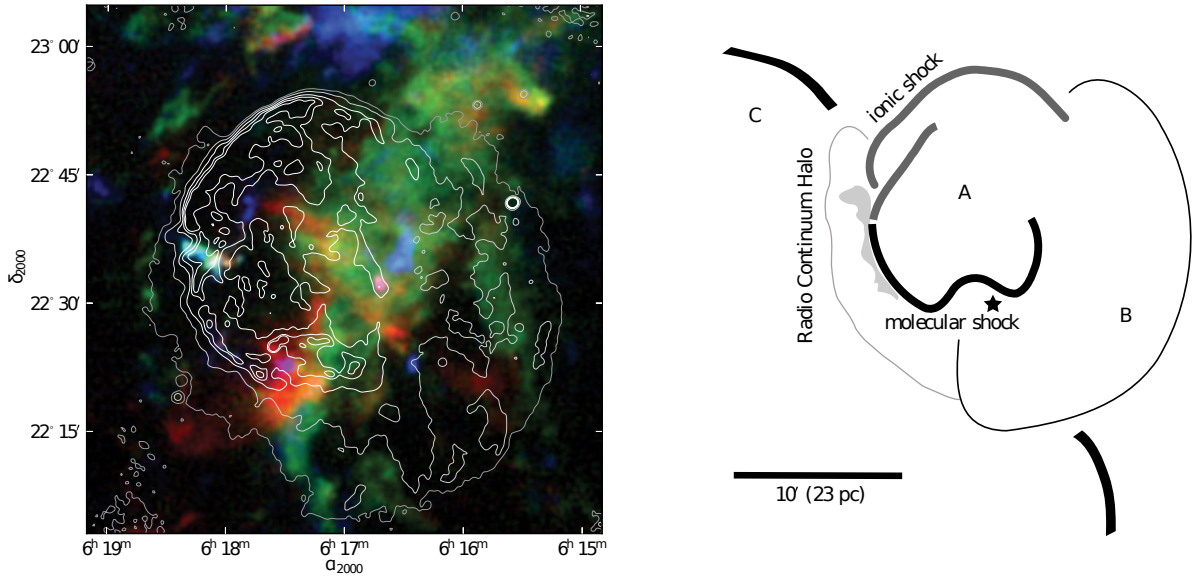 23° 00′
22° 45′
22° 30′
22° 15′
δ2000
6h 19m
6h 18m
6h 17m
6h 16m
6h 15m
α2000
C
ionic shock
Radio Continuum Halo
A
B
molecular shock
10′ (23 pc)